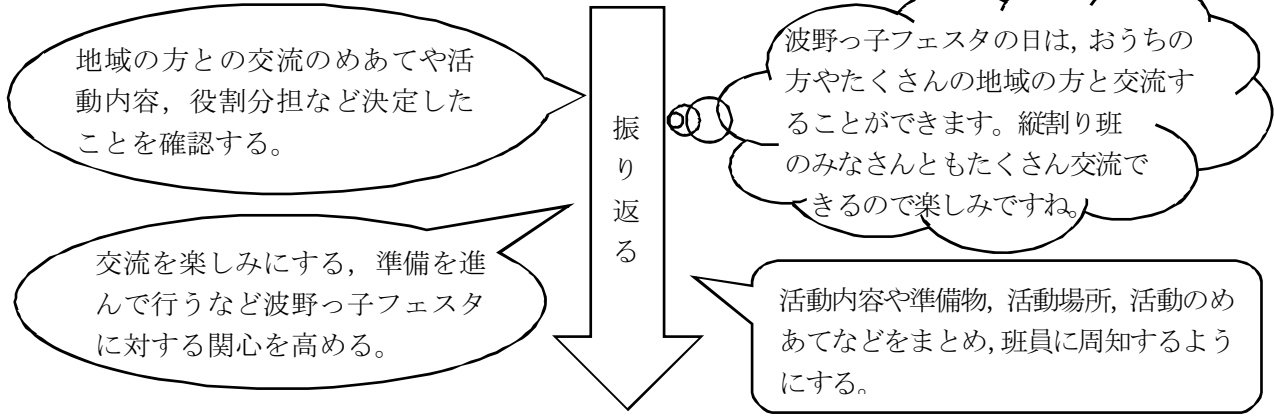 地域の方との交流のめあてや活
動内容，役割分担など決定した
ことを確認する。
交流を楽しみにする，準備を進
んで行うなど波野っ子フェスタ
に対する関心を高める。
振り返る
波野っ子フェスタの日は，おうちの
方やたくさんの地域の方と交流す
ることができます。縦割り班
のみなさんともたくさん交流で
きるので楽しみですね。
活動内容や準備物，活動場所，活動のめ
あてなどをまとめ，班員に周知するよう
にする。